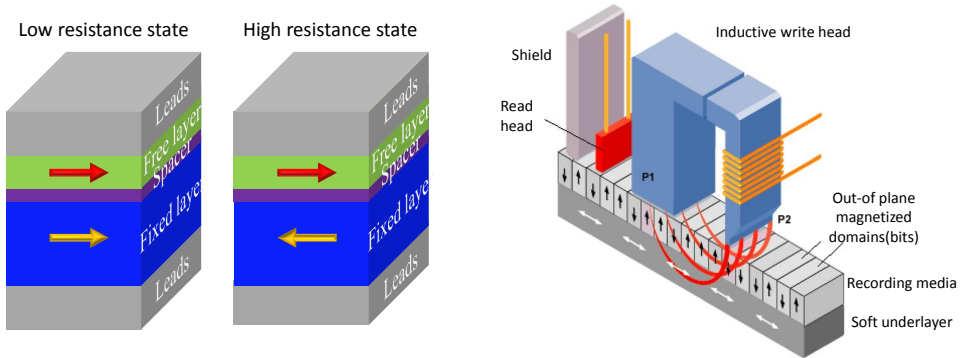 Low resistance state
High resistance state
Leads
Free layer
Spacer
Fixed layer
Leads
Leads
Free layer
Spacer
Fixed layer
Leads
Inductive write head
Shield
Read
head
P1
P2
Out-of plane
magnetized
domains(bits)
Recording media
Soft underlayer